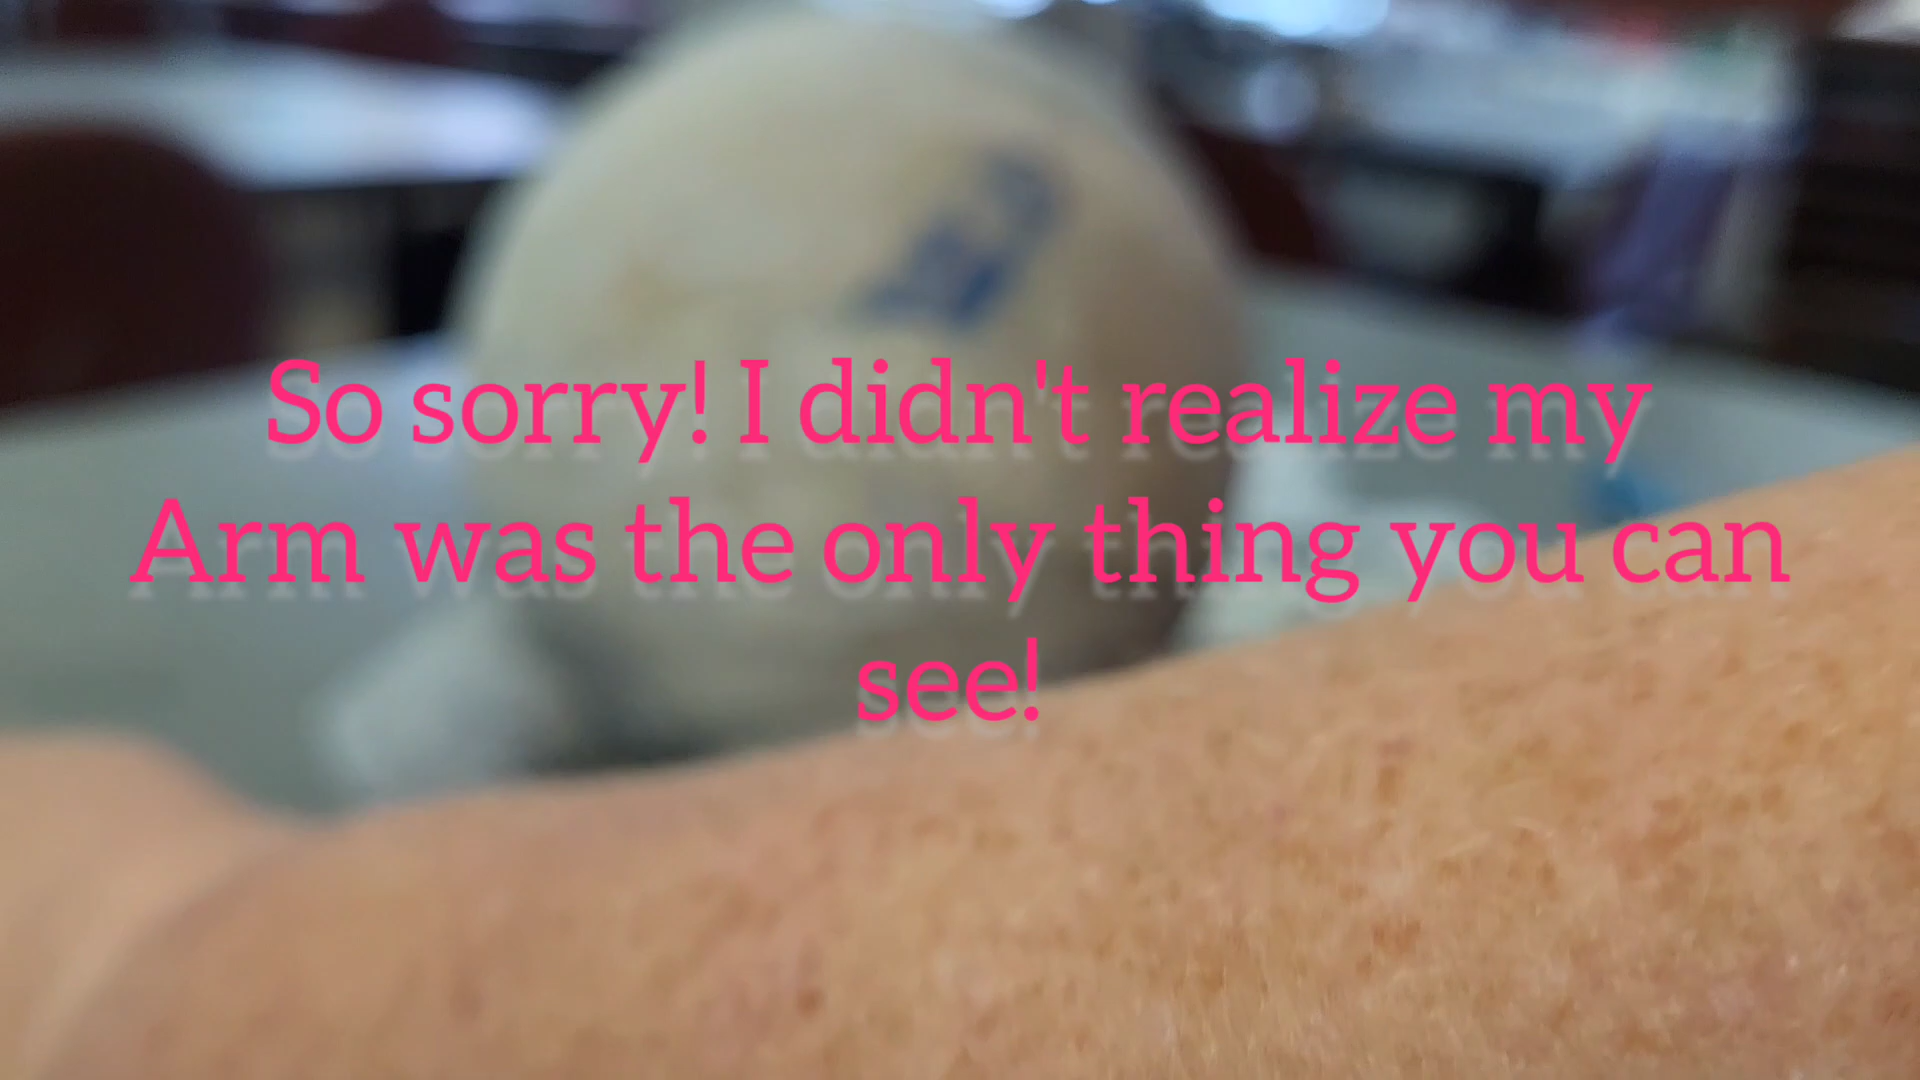 So sorry! I didn't realize my
Arm was the only thing you can
see!